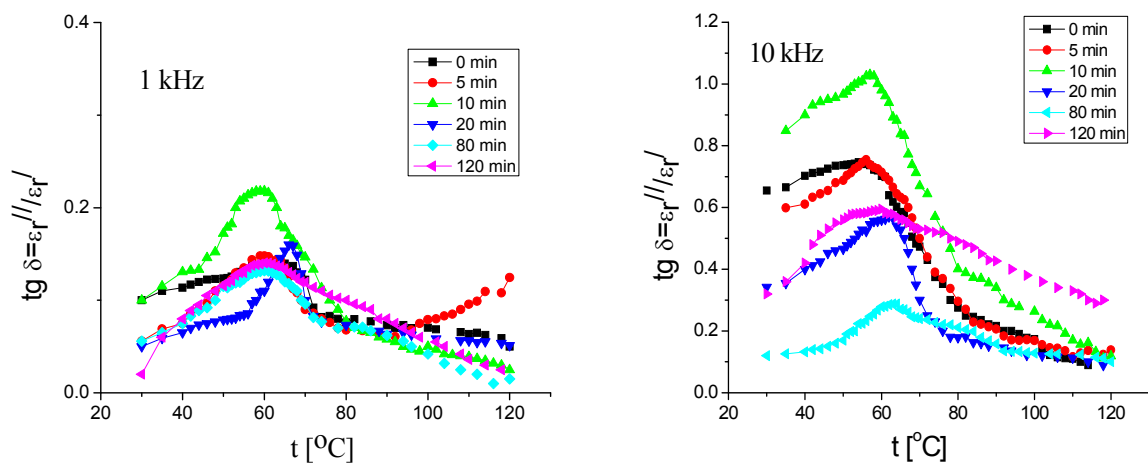 1 kHz
0 min
5 min
10 min
20 min
80 min
120 min
0.4
0.2
0.0
20 40 60 80 100 120
t [°C]
tg δ=εr///εr/
10 kHz
0 min
5 min
10 min
20 min
80 min
120 min
1.2
1.0
0.8
0.6
0.4
0.2
0.0
20 40 60 80 100 120
t [°C]
tg δ=εr///εr/